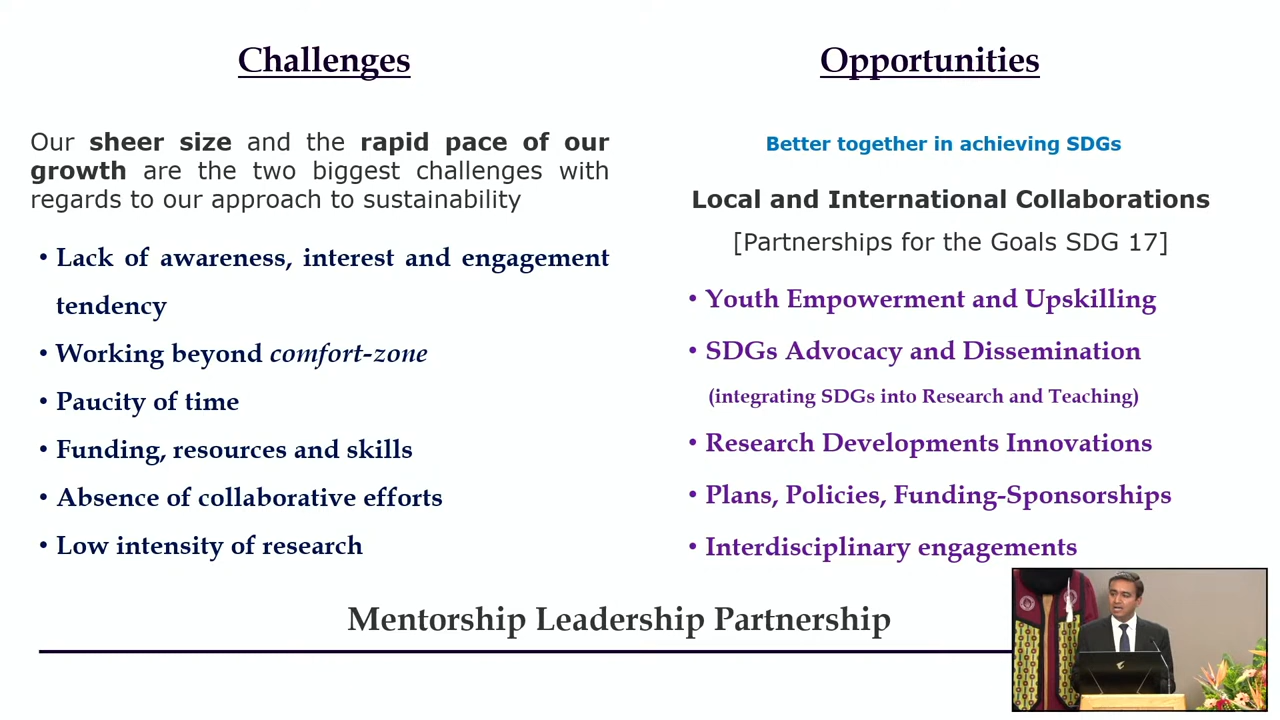 Challenges
Our sheer size and the rapid pace of our
growth are the two biggest challenges with
regards to our approach to sustainability
• Lack of awareness, interest and engagement
tendency
• Working beyond comfort-zone
• Paucity of time
• Funding, resources and skills
• Absence of collaborative efforts
• Low intensity of research
Opportunities
Better together in achieving SDGs
Local and International Collaborations
[Partnerships for the Goals SDG 17]
• Youth Empowerment and Upskilling
• SDGs Advocacy and Dissemination
(integrating SDGs into Research and Teaching)
• Research Developments Innovations
• Plans, Policies, Funding-Sponsorships
• Interdisciplinary engagements
Mentorship Leadership Partnership